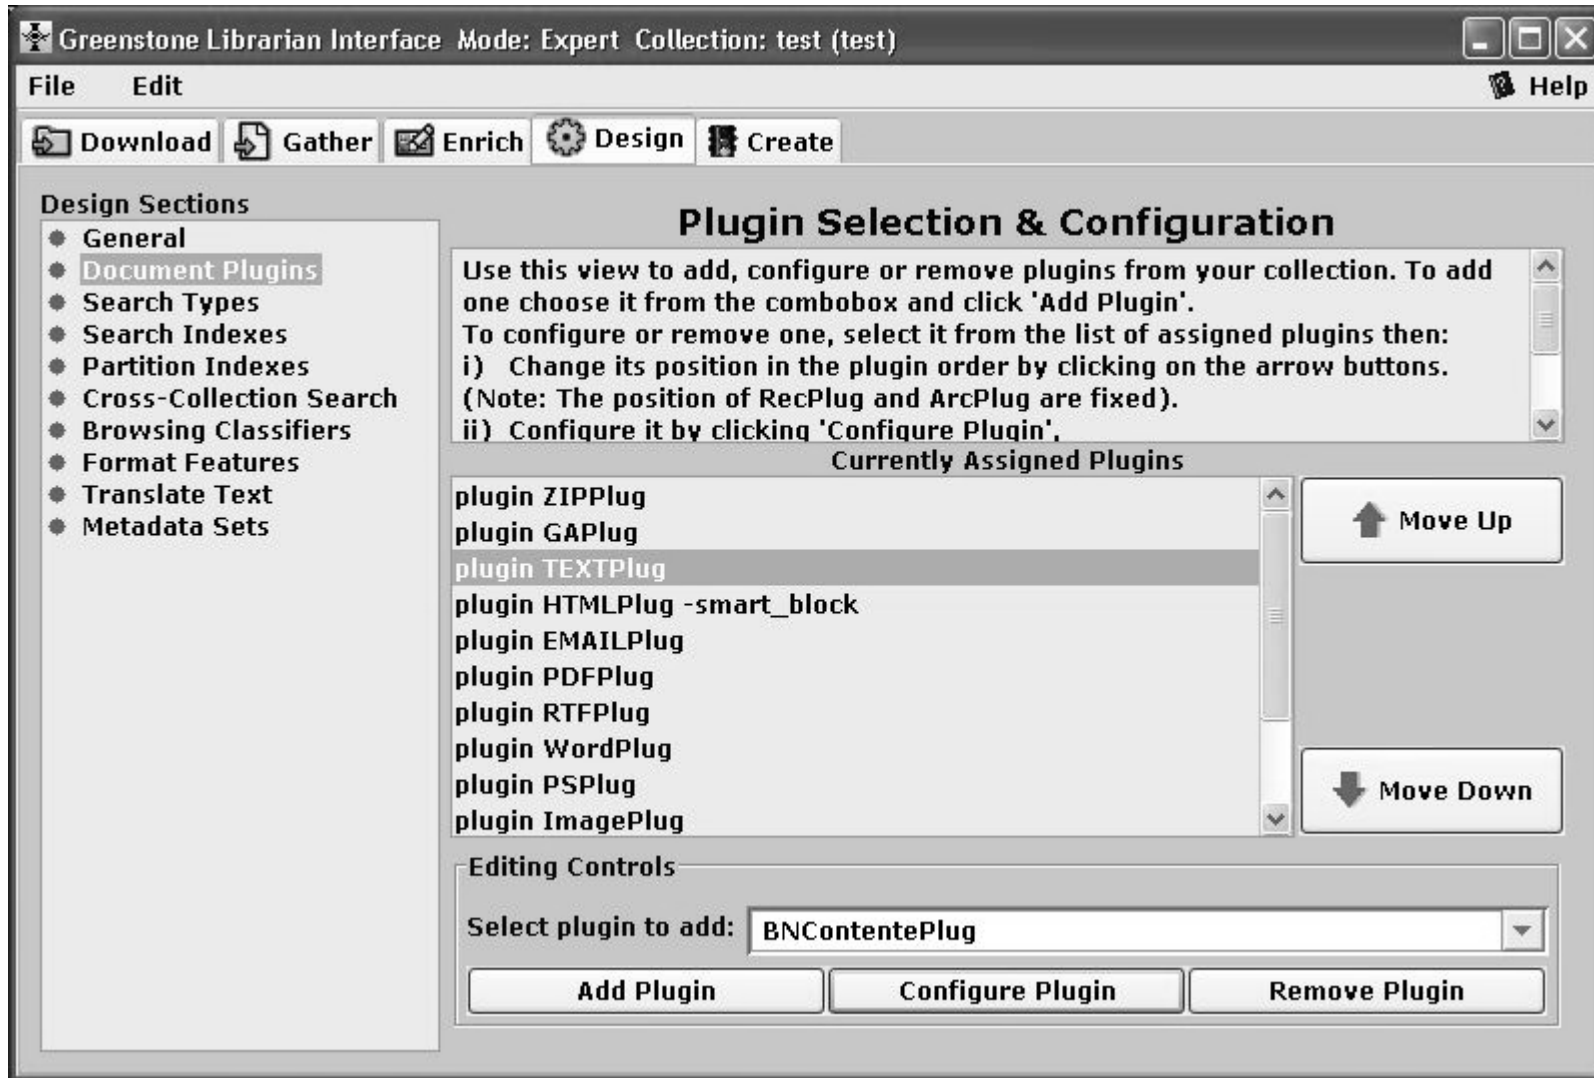 Greenstone Librarian Interface Mode: Expert Collection: test (test)
File Edit Help
Download Gather Enrich Design Create
Design Sections
General
Document Plugins
Search Types
Search Indexes
Partition Indexes
Cross-Collection Search
Browsing Classifiers
Format Features
Translate Text
Metadata Sets
Plugin Selection & Configuration
Use this view to add, configure or remove plugins from your collection. To add
one choose it from the combobox and click 'Add Plugin'.
To configure or remove one, select it from the list of assigned plugins then:
i) Change its position in the plugin order by clicking on the arrow buttons.
(Note: The position of RecPlug and ArcPlug are fixed).
ii) Configure it by clicking 'Configure Plugin',
Currently Assigned Plugins
plugin ZIPPlug
plugin GAPlug
plugin TEXTPlug
plugin HTMLPlug -smart_block
plugin EMAILPlug
plugin PDFPlug
plugin RTFPlug
plugin WordPlug
plugin PSPlug
plugin ImagePlug
Move Up
Move Down
Editing Controls
Select plugin to add: BNContentePlug
Add Plugin Configure Plugin Remove Plugin